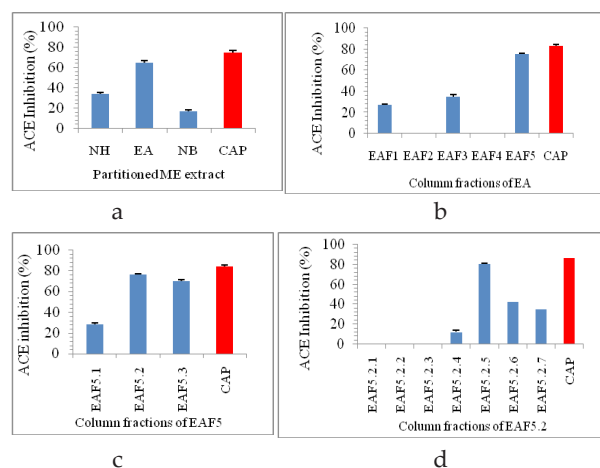 ACE Inhibition (%)
100
80
60
40
20
0
NH EA NB CAP
Partitioned ME extract
a
ACE Inhibition (%)
100
80
60
40
20
0
EAF1 EAF2 EAF3 EAF4 EAF5 CAP
Column fractions of EA
b
ACE inhibition (%)
100
80
60
40
20
0
EAF5.1 EAF5.2 EAF5.3 CAP
Column fractions of EAF5
c
ACE Inhibition (%)
100
80
60
40
20
0
EAF5.2.1 EAF5.2.2 EAF5.2.3 EAF5.2.4 EAF5.2.5 EAF5.2.6 EAF5.2.7 CAP
Column fractions of EAF5.2
d